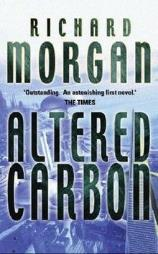 RICHARD
MORGAN
'Outstanding. An astonishing first novel.'
THE TIMES
ALTERED
CARBON